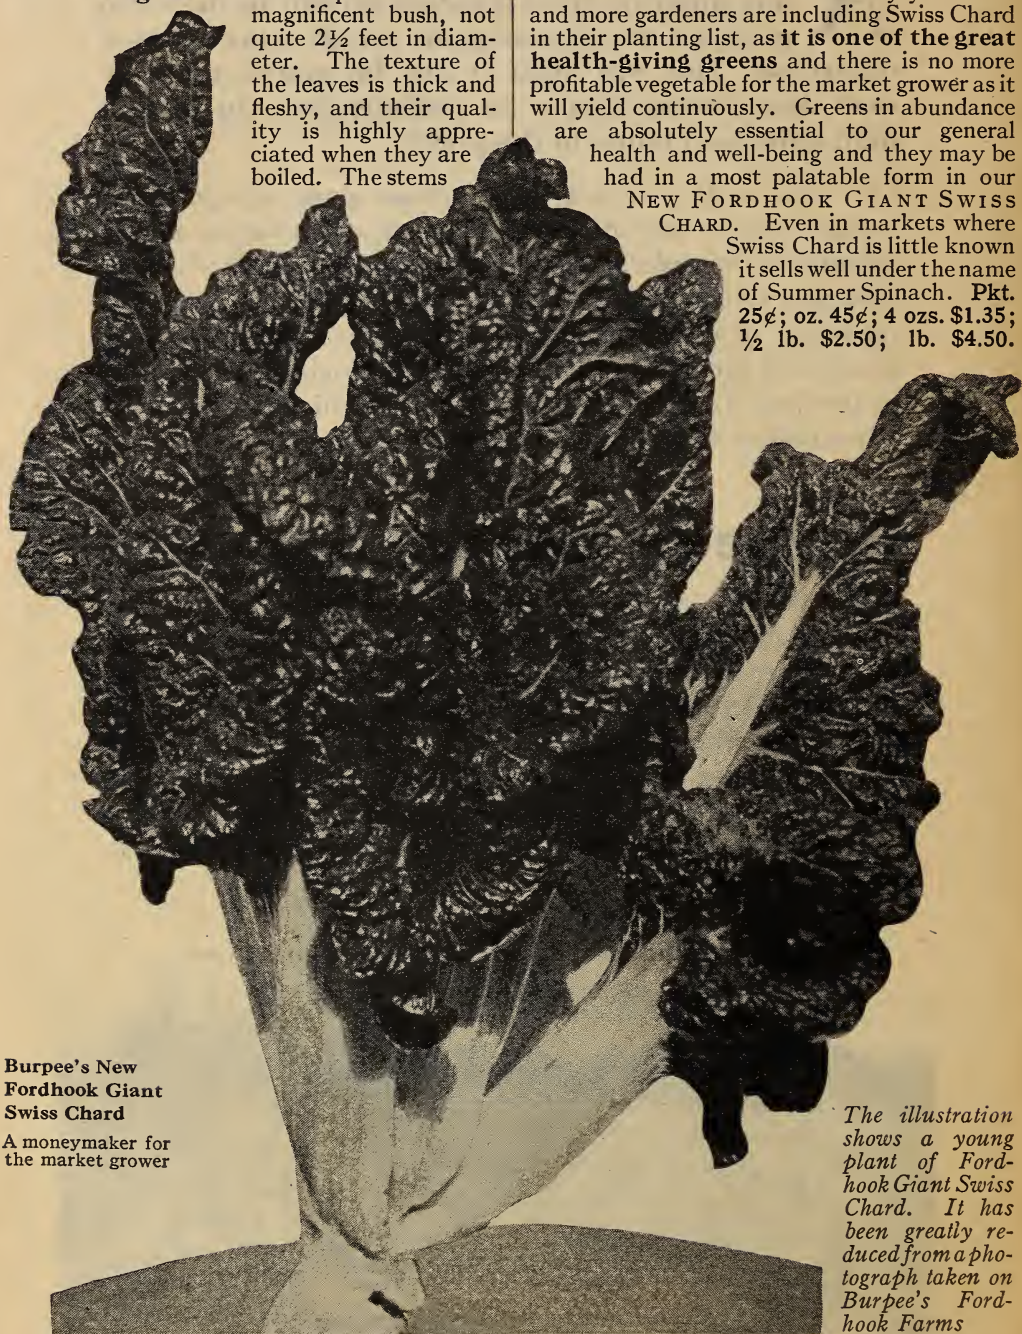 magnificent bush, not
quite 2½ feet in diam-
eter. The texture of
the leaves is thick and
fleshy, and their qual-
ity is highly appre-
ciated when they are
boiled. The stems
and more gardeners are including Swiss Chard
in their planting list, as it is one of the great
health-giving greens and there is no more
profitable vegetable for the market grower as it
will yield continuously. Greens in abundance
are absolutely essential to our general
health and well-being and they may be
had in a most palatable form in our
NEW FORDHOOK GIANT SWISS
CHARD. Even in markets where
Swiss Chard is little known
it sells well under the name
of Summer Spinach. Pkt.
25¢; oz. 45¢; 4 ozs. $1.35;
½ lb. $2.50; lb. $4.50.
Burpee's New
Fordhook Giant
Swiss Chard
A moneymaker for
the market grower
The illustration
shows a young
plant of Ford-
hook Giant Swiss
Chard. It has
been greatly re-
duced from a pho-
tograph taken on
Burpee's Ford-
hook Farms